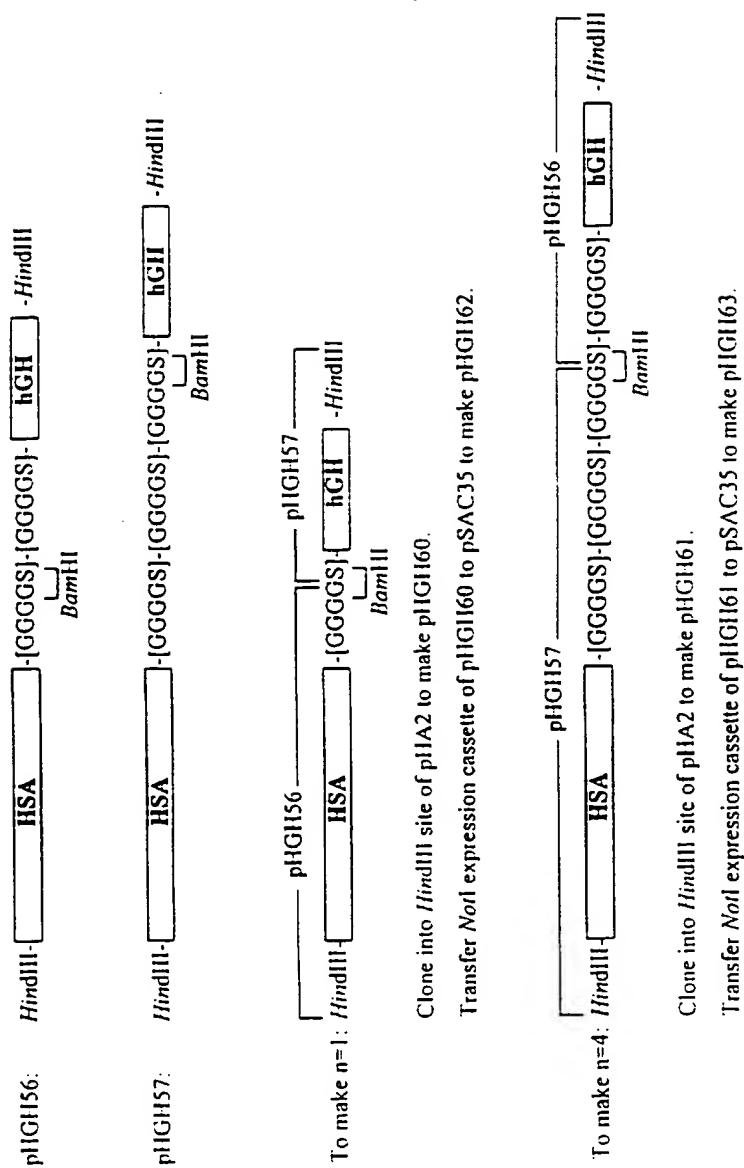 pHGH56: HindIII- HSA -[GGGGS]-[GGGGS]- hGH -HindIII
BamHI
pHGH57: HindIII- HSA -[GGGGS]-[GGGGS]-[GGGGS]- hGH -HindIII
BamHI
pHGH56 pHGH57
To make n=1: HindIII- HSA -[GGGGS]- hGH -HindIII
BamHI
Clone into HindIII site of pHA2 to make pHGH60.
Transfer NotI expression cassette of pHGH60 to pSAC35 to make pHGH62.
pHGH57 pHGH56
To make n=4: HindIII- HSA -[GGGGS]-[GGGGS]-[GGGGS]-[GGGGS]- hGH -HindIII
BamHI
Clone into HindIII site of pHA2 to make pHGH61.
Transfer NotI expression cassette of pHGH61 to pSAC35 to make pHGH63.